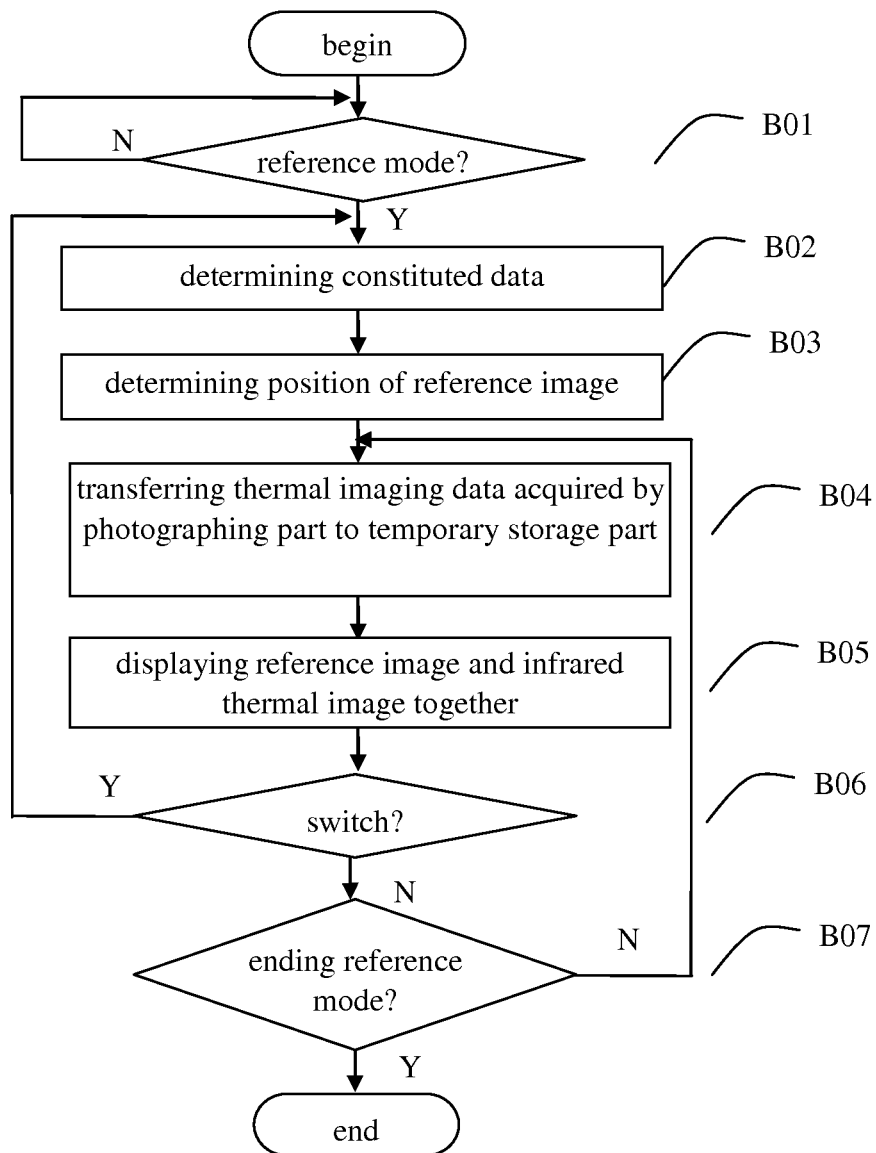 begin
B01
N
reference mode?
Y
B02
determining constituted data
B03
determining position of reference image
transferring thermal imaging data acquired by
photographing part to temporary storage part
B04
displaying reference image and infrared
thermal image together
B05
Y
B06
switch?
N
N
B07
ending reference
mode?
Y
end